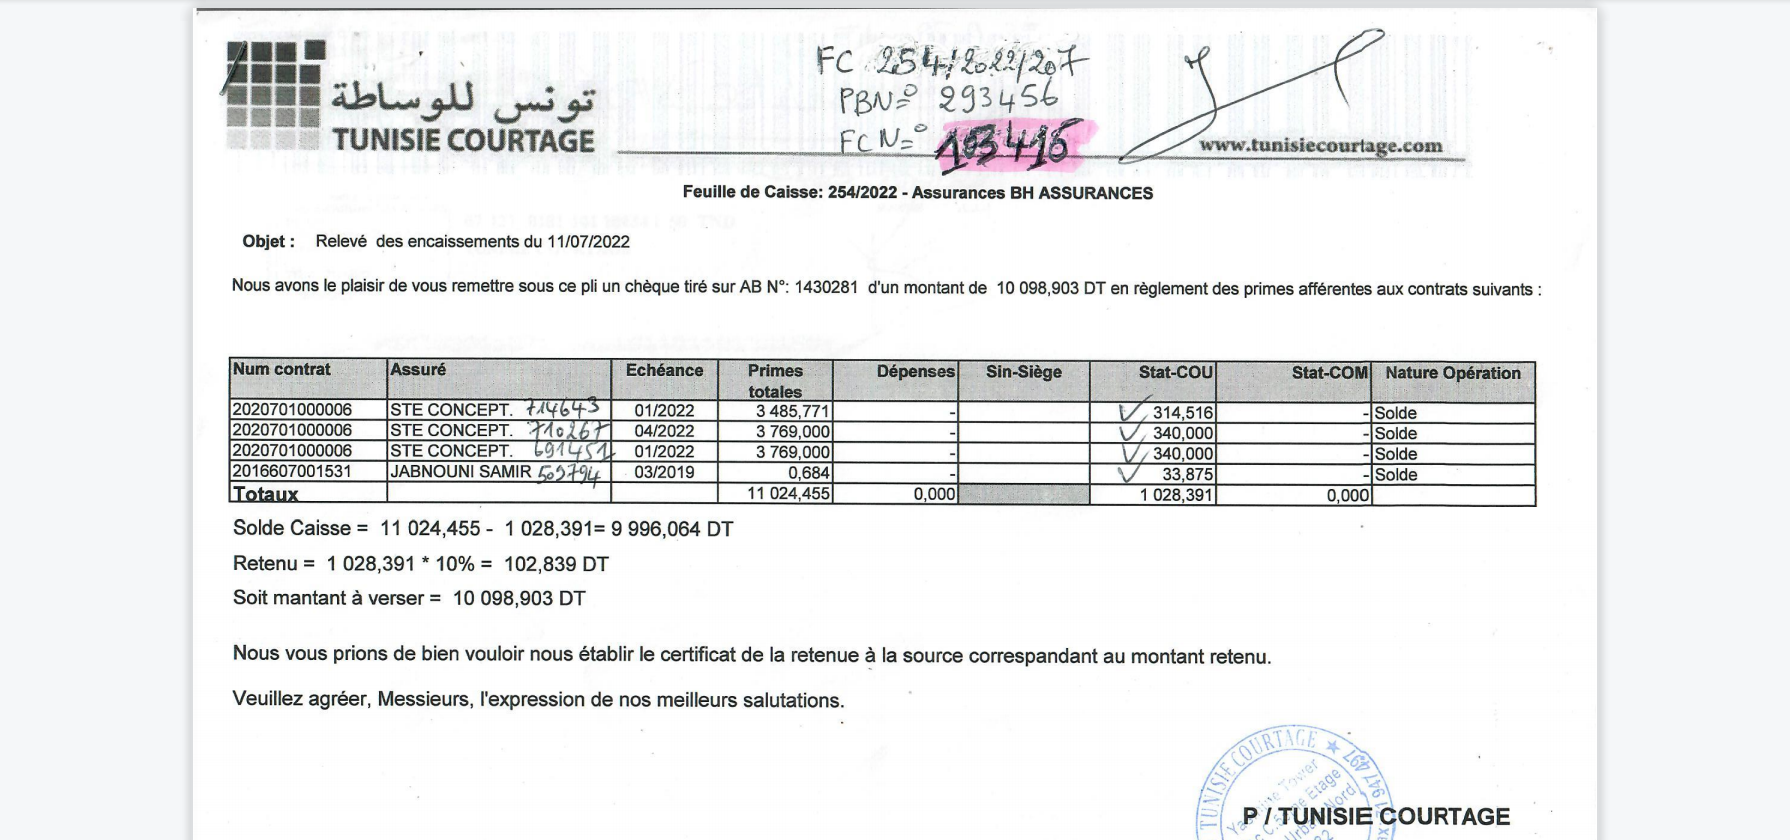 تونس للوساطة
TUNISIE COURTAGE
FC 254/2022/207
PBN=° 293456
FC N=°
www.tunisiecourtage.com
Feuille de Caisse: 254/2022 - Assurances BH ASSURANCES
Objet : Relevé des encaissements du 11/07/2022
Nous avons le plaisir de vous remettre sous ce pli un chèque tiré sur AB N°: 1430281 d'un montant de 10 098,903 DT en règlement des primes afférentes aux contrats suivants :
Num contrat Assuré Echéance Primes totales Dépenses Sin-Siège Stat-COU Stat-COM Nature Opération
2020701000006 STE CONCEPT. 714643 01/2022 3 485,771 - 314,516 - Solde
2020701000006 STE CONCEPT. 710267 04/2022 3 769,000 - 340,000 - Solde
2020701000006 STE CONCEPT. 691451 01/2022 3 769,000 - 340,000 - Solde
2016607001531 JABNOUNI SAMIR 509794 03/2019 0,684 - 33,875 - Solde
Totaux 11 024,455 0,000 1 028,391 0,000
Solde Caisse = 11 024,455 - 1 028,391= 9 996,064 DT
Retenu = 1 028,391 * 10% = 102,839 DT
Soit mantant à verser = 10 098,903 DT
Nous vous prions de bien vouloir nous établir le certificat de la retenue à la source correspandant au montant retenu.
Veuillez agréer, Messieurs, l'expression de nos meilleurs salutations.
TUNISIE COURTAGE ★
Tower
Etage
Nord
P / TUNISIE COURTAGE